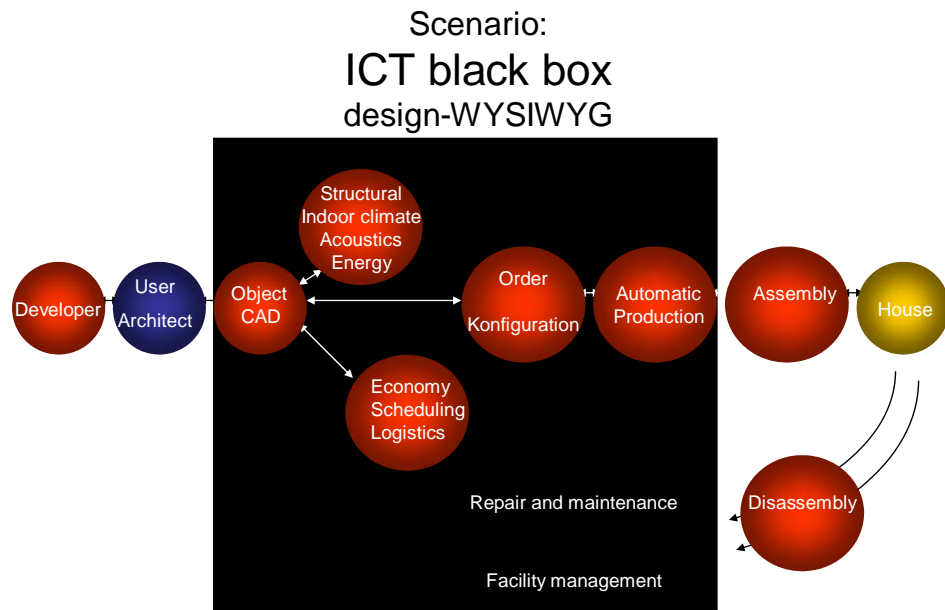 Scenario:
ICT black box
design-WYSIWYG
Structural
Indoor climate
Acoustics
Energy
Developer
User
Architect
Object
CAD
Order
Konfiguration
Automatic
Production
Assembly
House
Economy
Scheduling
Logistics
Repair and maintenance
Disassembly
Facility management